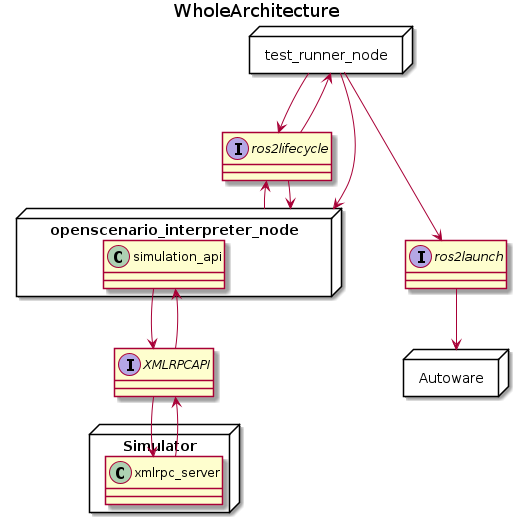 WholeArchitecture
test_runner_node
I ros2lifecycle
openscenario_interpreter_node
C simulation_api
I ros2launch
I XMLRPCAPI
Autoware
Simulator
C xmlrpc_server